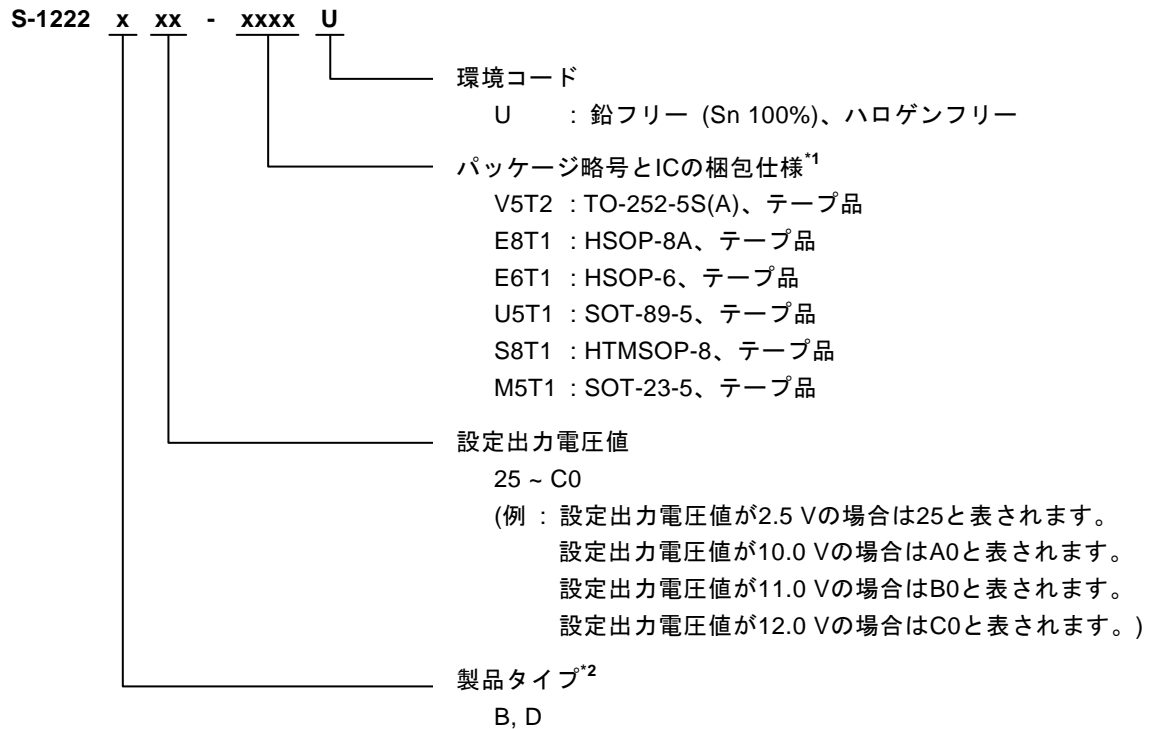 S-1222 x xx - xxxx U
環境コード
U : 鉛フリー (Sn 100%)、ハロゲンフリー
パッケージ略号とICの梱包仕様*1
V5T2 : TO-252-5S(A)、テープ品
E8T1 : HSOP-8A、テープ品
E6T1 : HSOP-6、テープ品
U5T1 : SOT-89-5、テープ品
S8T1 : HTMSOP-8、テープ品
M5T1 : SOT-23-5、テープ品
設定出力電圧値
25 ~ C0
(例 : 設定出力電圧値が2.5 Vの場合は25と表されます。
設定出力電圧値が10.0 Vの場合はA0と表されます。
設定出力電圧値が11.0 Vの場合はB0と表されます。
設定出力電圧値が12.0 Vの場合はC0と表されます。)
製品タイプ*2
B, D